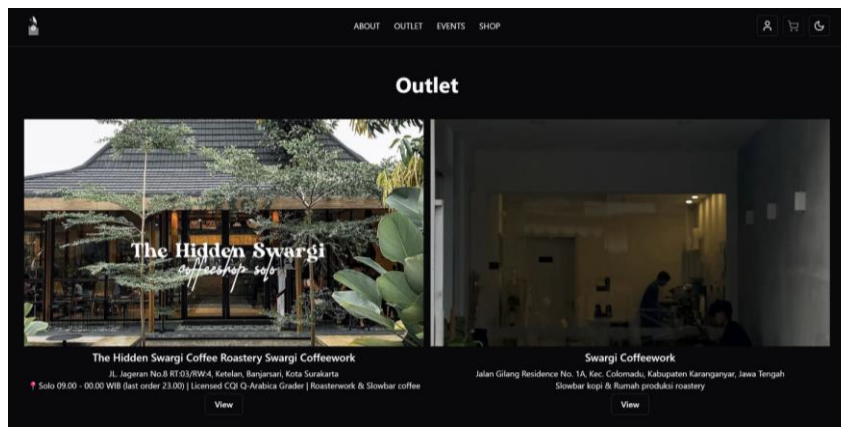 ABOUT OUTLET EVENTS SHOP
Outlet
The Hidden Swargi
coffeeshop solo
The Hidden Swargi Coffee Roastery Swargi Coffeework
JL. Jageran No.8 RT:03/RW:4, Ketelan, Banjarsari, Kota Surakarta
📍 Solo 09.00 - 00.00 WIB (last order 23.00) | Licensed CQI Q-Arabica Grader | Roasterwork & Slowbar coffee
View
Swargi Coffeework
Jalan Gilang Residence No. 1A, Kec. Colomadu, Kabupaten Karanganyar, Jawa Tengah
Slowbar kopi & Rumah produksi roastery
View